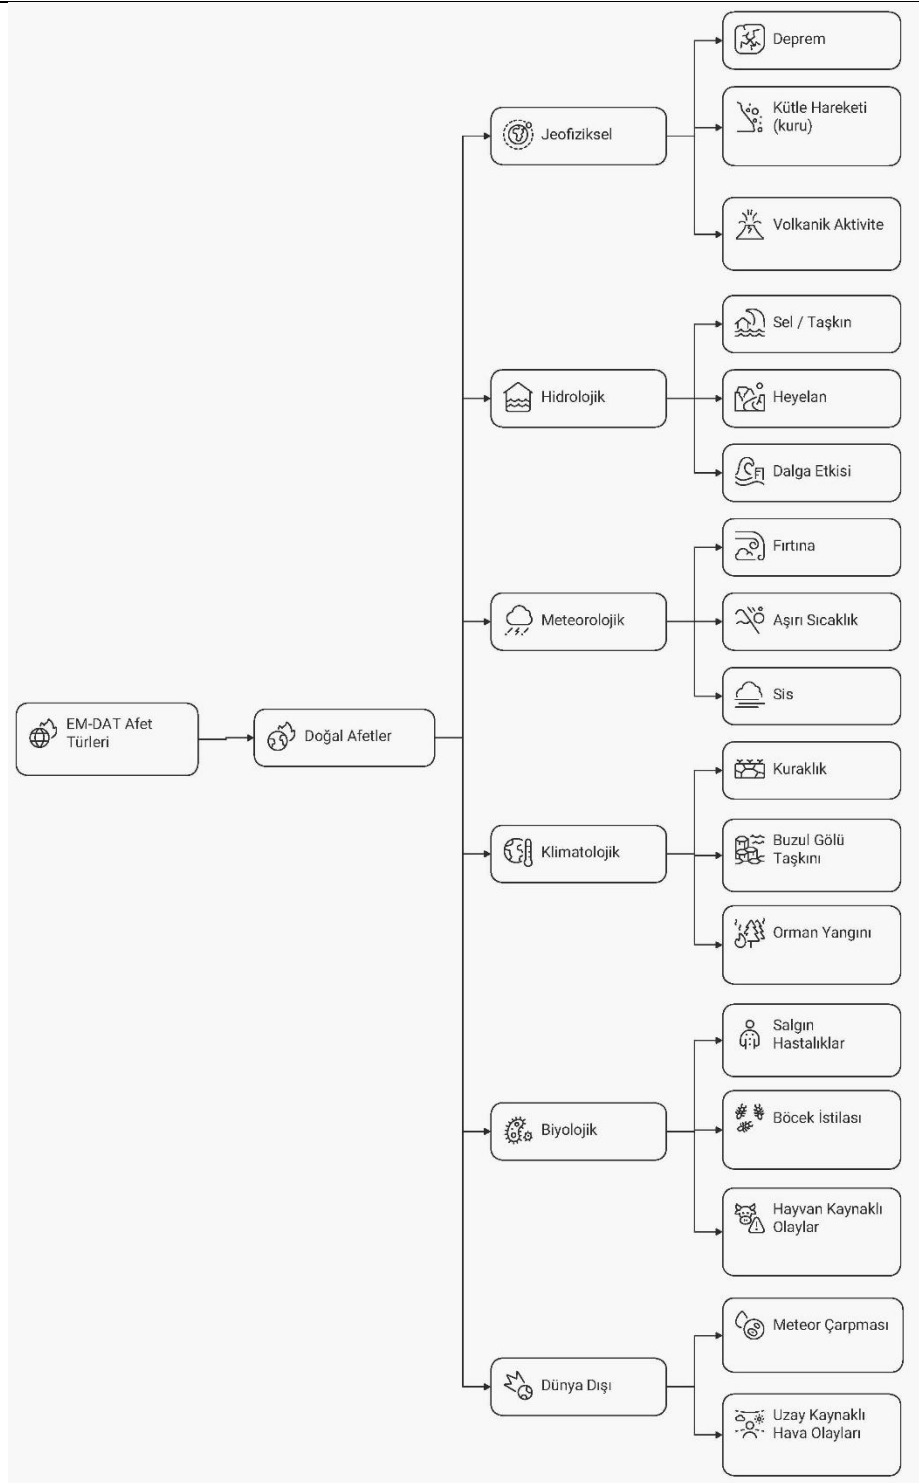 EM-DAT Afet
Türleri
Doğal Afetler
Jeofiziksel
Deprem
Kütle Hareketi
(kuru)
Volkanik Aktivite
Hidrolojik
Sel / Taşkın
Heyelan
Dalga Etkisi
Meteorolojik
Fırtına
Aşırı Sıcaklık
Sis
Klimatolojik
Kuraklık
Buzul Gölü
Taşkını
Orman Yangını
Biyolojik
Salgın
Hastalıklar
Böcek İstilası
Hayvan Kaynaklı
Olaylar
Dünya Dışı
Meteor Çarpması
Uzay Kaynaklı
Hava Olayları